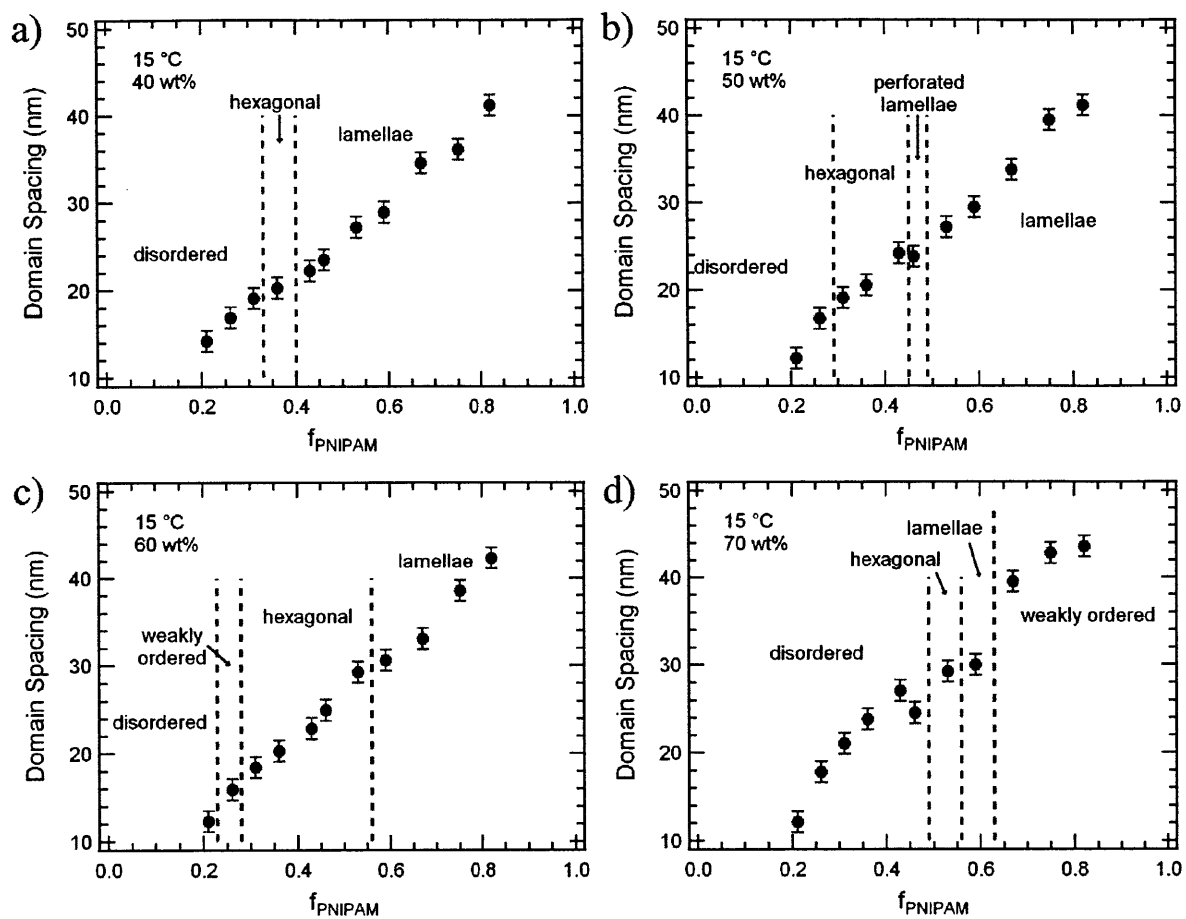 a)
15 °C
40 wt%
hexagonal
lamellae
disordered
Domain Spacing (nm)
50
40
30
20
10
0.0 0.2 0.4 0.6 0.8 1.0
fPNIPAM
b)
15 °C
50 wt%
perforated
lamellae
hexagonal
lamellae
disordered
Domain Spacing (nm)
50
40
30
20
10
0.0 0.2 0.4 0.6 0.8 1.0
fPNIPAM
c)
15 °C
60 wt%
lamellae
hexagonal
weakly
ordered
disordered
Domain Spacing (nm)
50
40
30
20
10
0.0 0.2 0.4 0.6 0.8 1.0
fPNIPAM
d)
15 °C
70 wt%
lamellae
hexagonal
weakly ordered
disordered
Domain Spacing (nm)
50
40
30
20
10
0.0 0.2 0.4 0.6 0.8 1.0
fPNIPAM